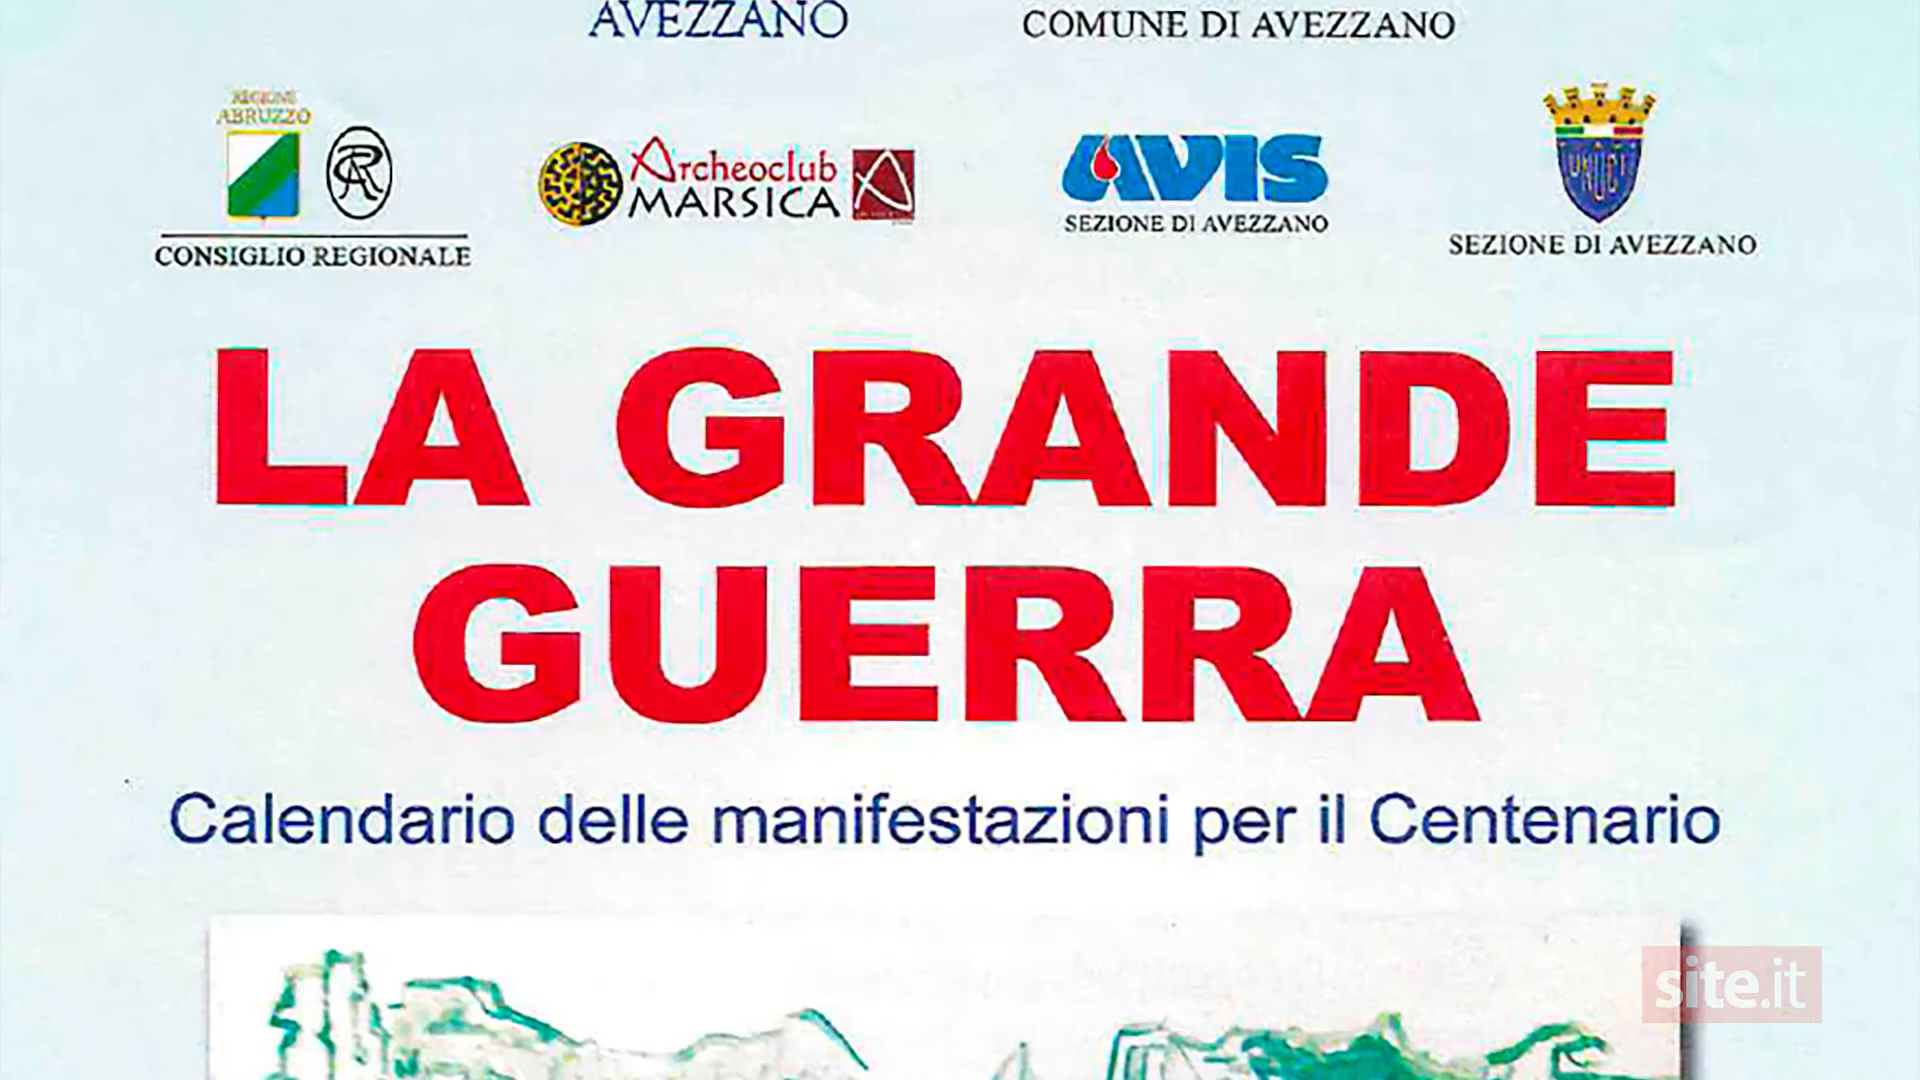 AVEZZANO
COMUNE DI AVEZZANO
REGIONE
ABRUZZO
CONSIGLIO REGIONALE
Archeoclub
MARSICA
AVIS
SEZIONE DI AVEZZANO
UNUCI
SEZIONE DI AVEZZANO
LA GRANDE
GUERRA
Calendario delle manifestazioni per il Centenario
site.it